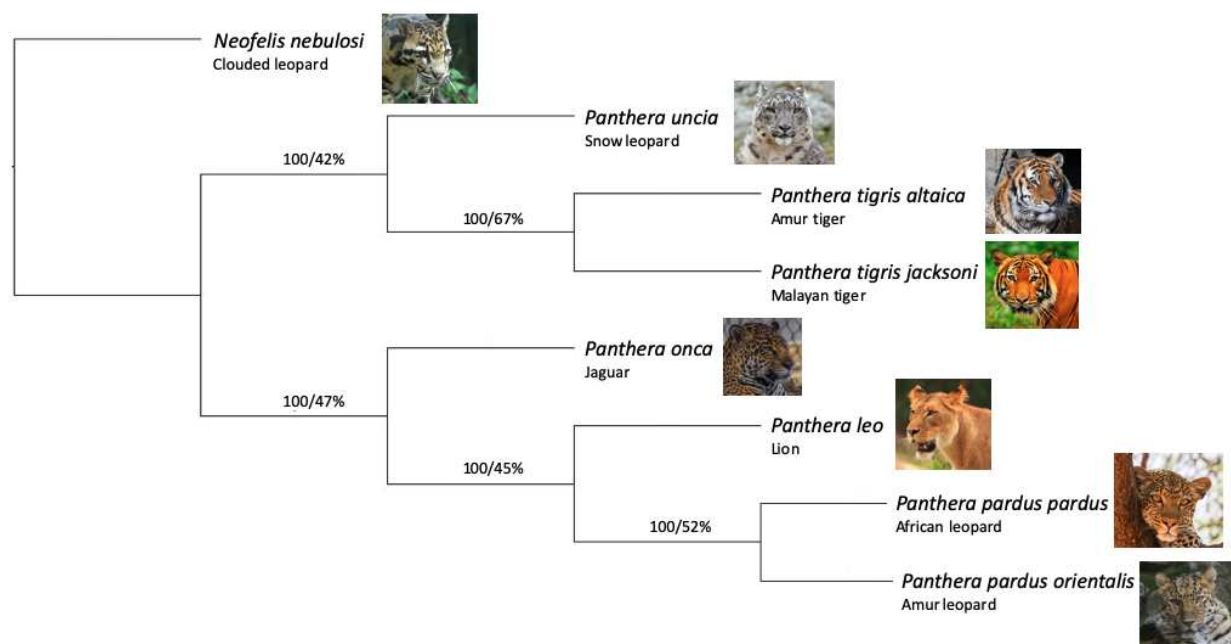 Neofelis nebulosi
Clouded leopard
Panthera uncia
Snow leopard
100/42%
Panthera tigris altaica
Amur tiger
100/67%
Panthera tigris jacksoni
Malayan tiger
Panthera onca
Jaguar
100/47%
Panthera leo
Lion
100/45%
Panthera pardus pardus
African leopard
100/52%
Panthera pardus orientalis
Amur leopard